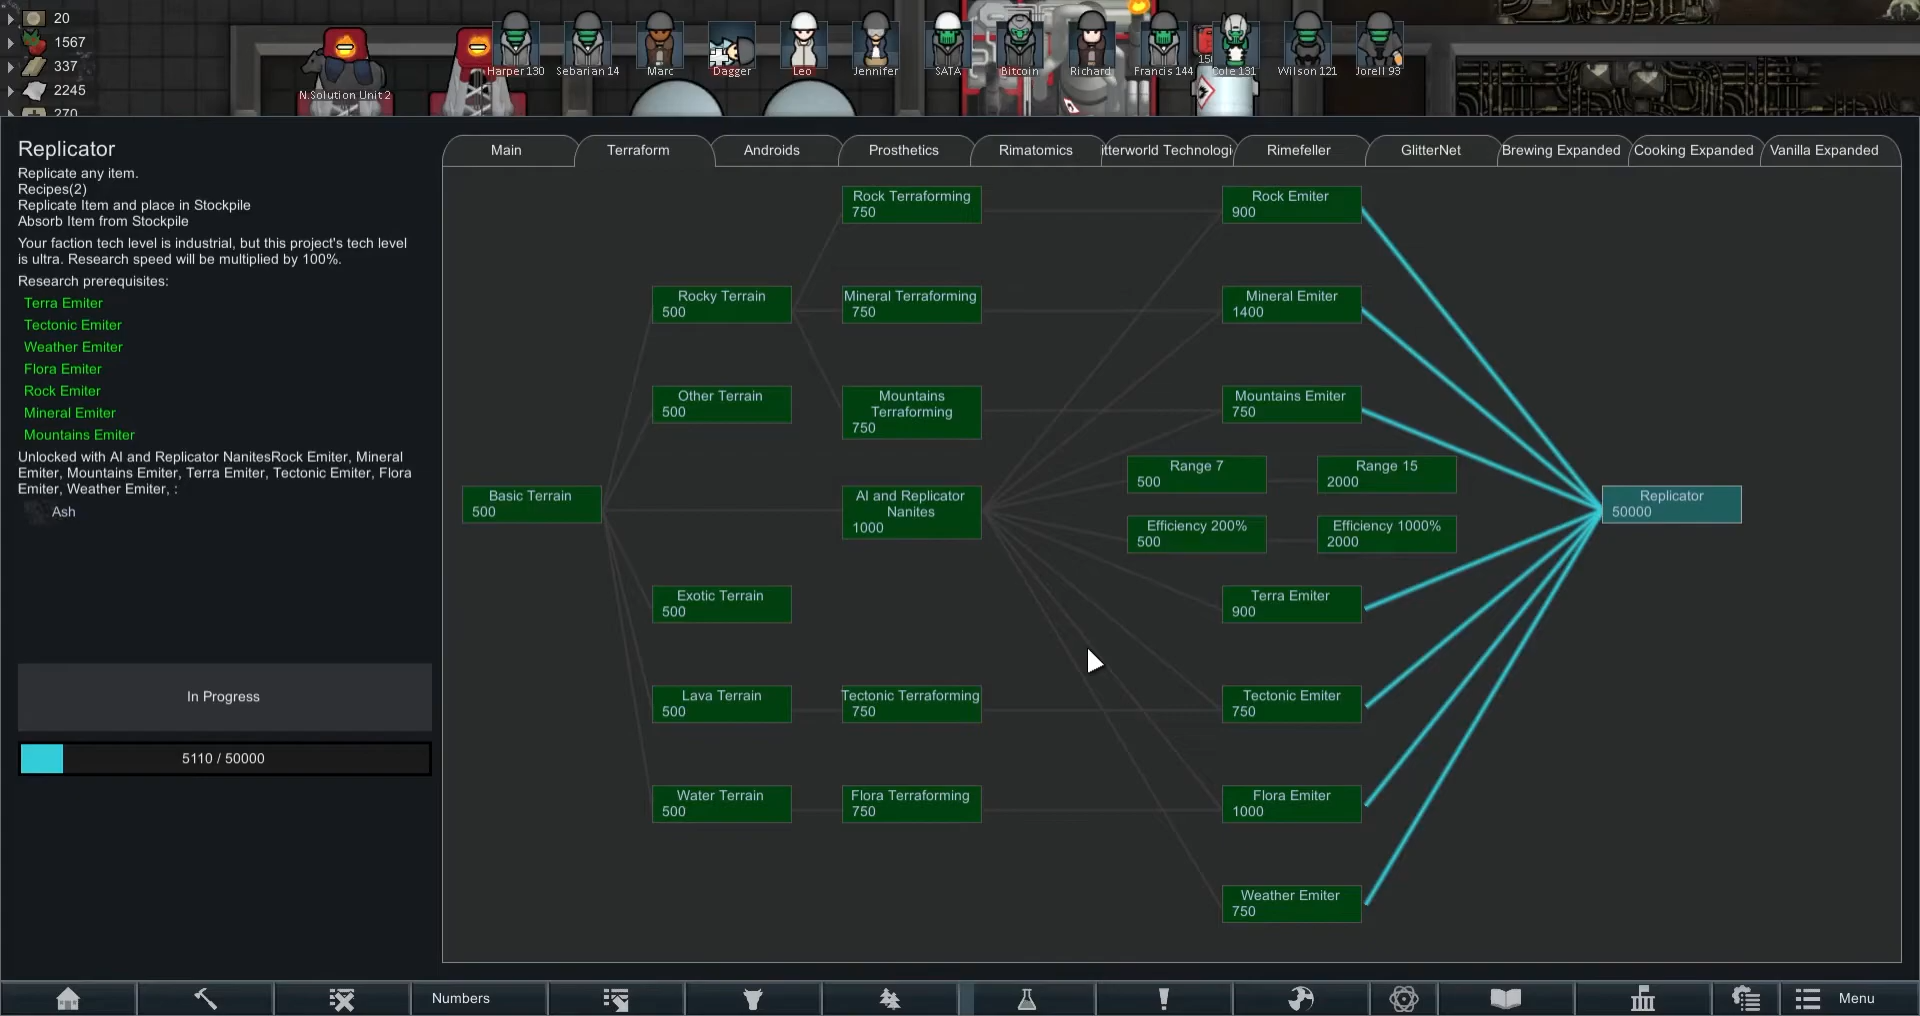 20
1567
337
2245
270
N.Solution Unit 2
Harper 130
Sebarian 14
Marc
Dagger
Leo
Jennifer
SATA
Bitcoin
Richard
Francis 144
Cole 131
Wilson 121
Jorell 93
Main
Terraform
Androids
Prosthetics
Rimatomics
itterworld Technologi
Rimefeller
GlitterNet
Brewing Expanded
Cooking Expanded
Vanilla Expanded
Replicator
Replicate any item.
Recipes(2)
Replicate Item and place in Stockpile
Absorb Item from Stockpile
Your faction tech level is industrial, but this project's tech level
is ultra. Research speed will be multiplied by 100%.
Research prerequisites:
Terra Emiter
Tectonic Emiter
Weather Emiter
Flora Emiter
Rock Emiter
Mineral Emiter
Mountains Emiter
Unlocked with AI and Replicator NanitesRock Emiter, Mineral
Emiter, Mountains Emiter, Terra Emiter, Tectonic Emiter, Flora
Emiter, Weather Emiter, :
Ash
In Progress
5110 / 50000
Basic Terrain
500
Rocky Terrain
500
Other Terrain
500
Exotic Terrain
500
Lava Terrain
500
Water Terrain
500
Rock Terraforming
750
Mineral Terraforming
750
Mountains
Terraforming
750
AI and Replicator
Nanites
1000
Tectonic Terraforming
750
Flora Terraforming
750
Rock Emiter
900
Mineral Emiter
1400
Mountains Emiter
750
Range 7
500
Range 15
2000
Efficiency 200%
500
Efficiency 1000%
2000
Terra Emiter
900
Tectonic Emiter
750
Flora Emiter
1000
Weather Emiter
750
Replicator
50000
Numbers
Menu